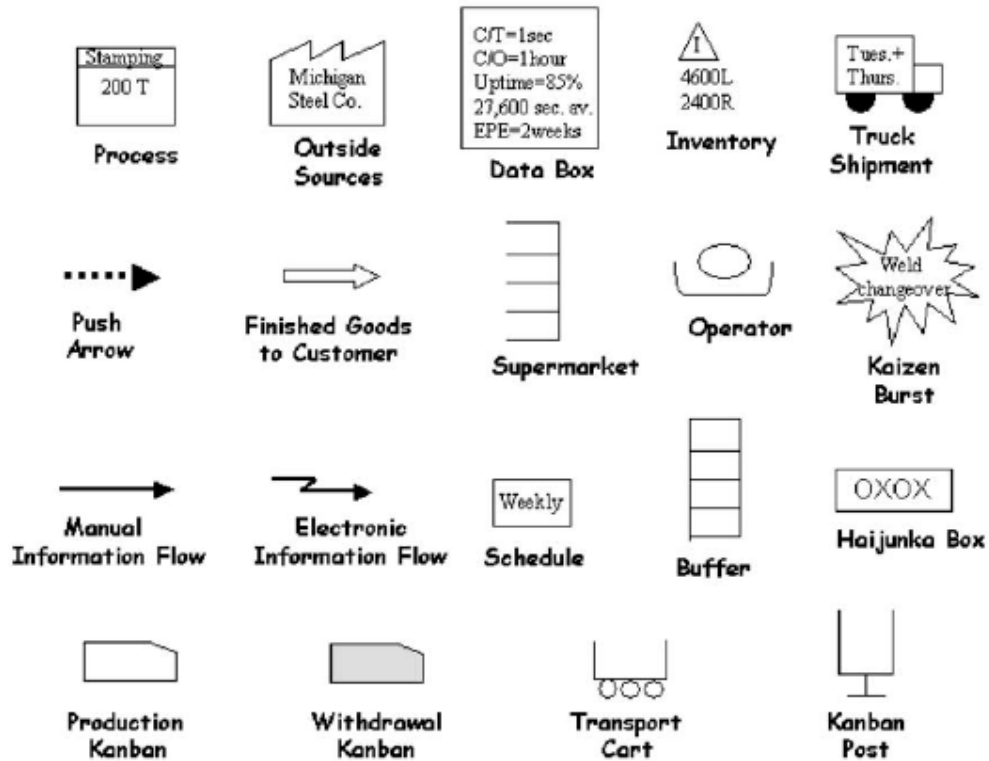 Stamping
200 T
Process
Michigan
Steel Co.
Outside
Sources
C/T=1sec
C/O=1hour
Uptime=85%
27,600 sec. av.
EPE=2weeks
Data Box
I
4600L
2400R
Inventory
Tues.+
Thurs.
Truck
Shipment
Push
Arrow
Finished Goods
to Customer
Supermarket
Operator
Weld
changeover
Kaizen
Burst
Manual
Information Flow
Electronic
Information Flow
Weekly
Schedule
Buffer
OXOX
Haijunka Box
Production
Kanban
Withdrawal
Kanban
Transport
Cart
Kanban
Post